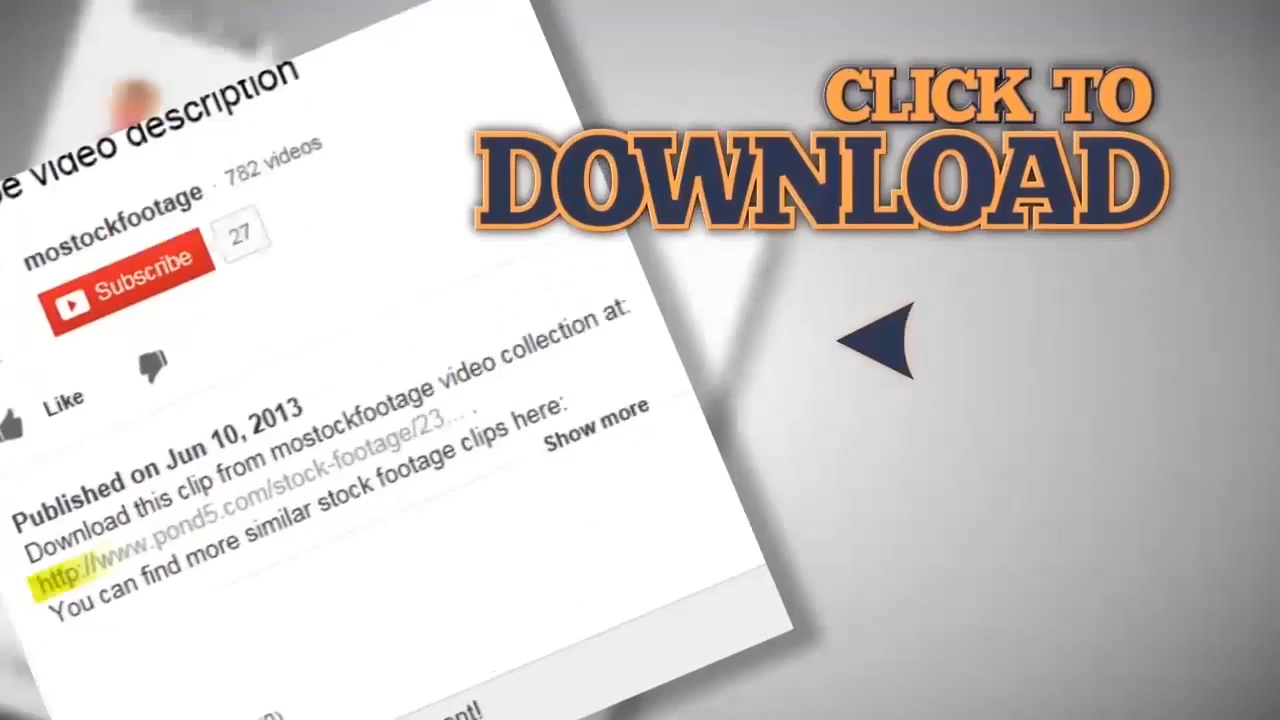 CLICK TO
DOWNLOAD
video description
mostockfootage · 782 videos
Subscribe 27
Like
Published on Jun 10, 2013
Download this clip from mostockfootage video collection at:
http://www.pond5.com/stock-footage/23... .
You can find more similar stock footage clips here:
Show more